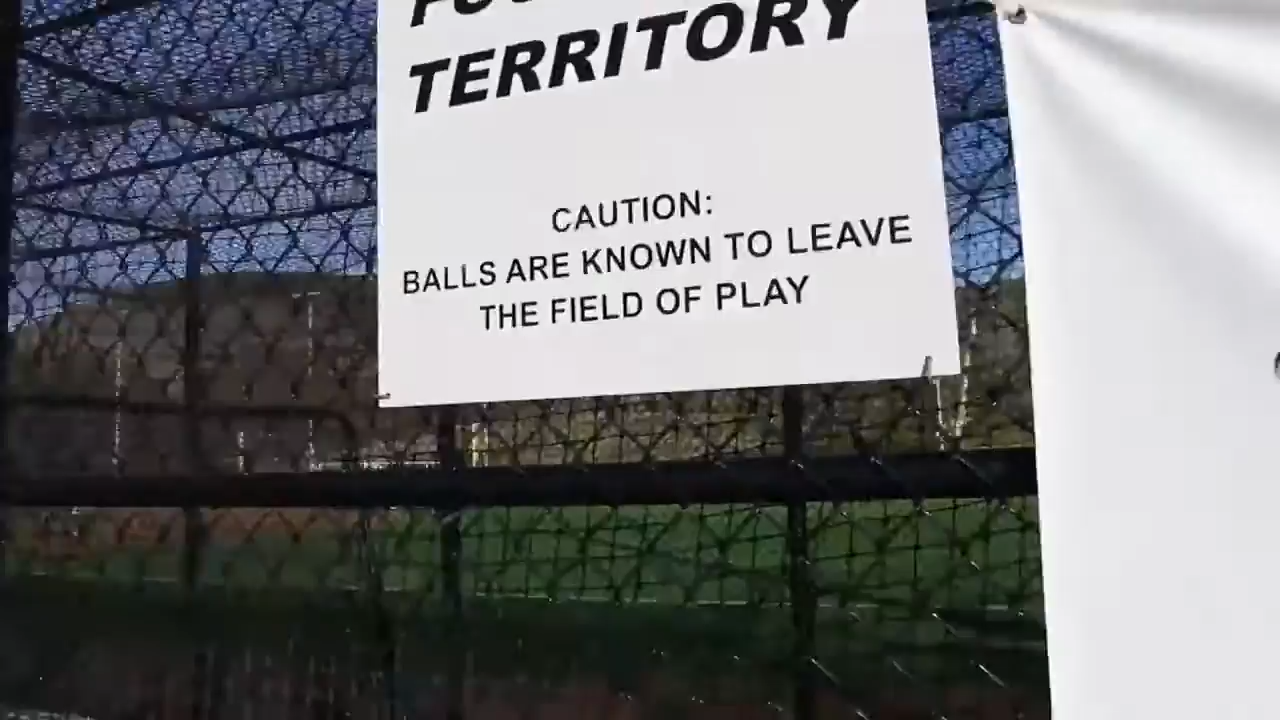 TERRITORY
CAUTION:
BALLS ARE KNOWN TO LEAVE
THE FIELD OF PLAY